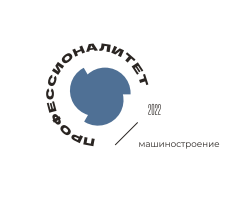 ПРОФЕССИОНАЛИТЕТ
2022
машиностроение